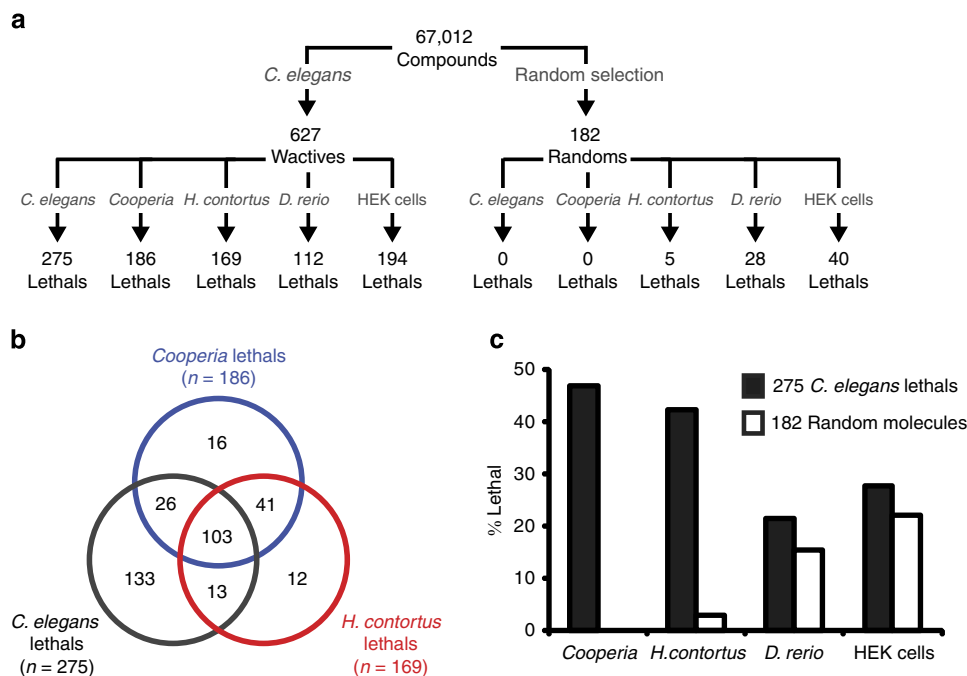 a
67,012
Compounds
C. elegans
Random selection
627
Wactives
182
Randoms
C. elegans Cooperia H. contortus D. rerio HEK cells
C. elegans Cooperia H. contortus D. rerio HEK cells
275 186 169 112 194
Lethals Lethals Lethals Lethals Lethals
0 0 5 28 40
Lethals Lethals Lethals Lethals Lethals
b
Cooperia lethals
(n = 186)
16
26
41
103
133
13
12
C. elegans
lethals
(n = 275)
H. contortus
lethals
(n = 169)
c
% Lethal
50
40
30
20
10
0
275 C. elegans lethals
182 Random molecules
Cooperia H.contortus D. rerio HEK cells